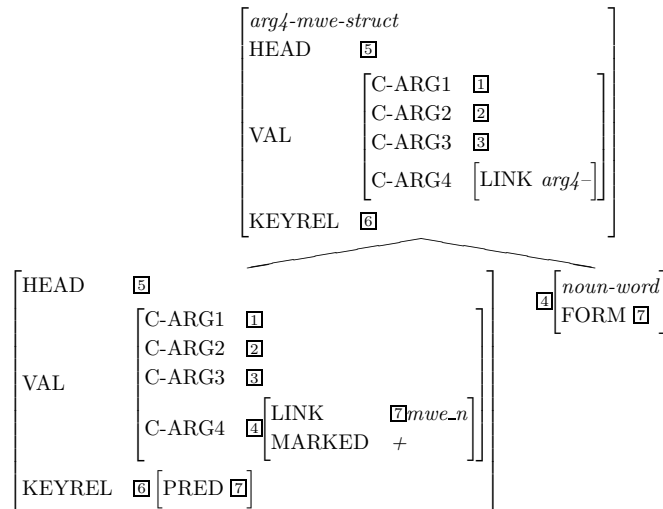 arg4-mwe-struct
HEAD 5
VAL
C-ARG1 1
C-ARG2 2
C-ARG3 3
C-ARG4 [LINK arg4–]
KEYREL 6
HEAD 5
VAL
C-ARG1 1
C-ARG2 2
C-ARG3 3
C-ARG4 4
LINK 7mwe_n
MARKED +
KEYREL 6 [PRED 7]
4
noun-word
FORM 7